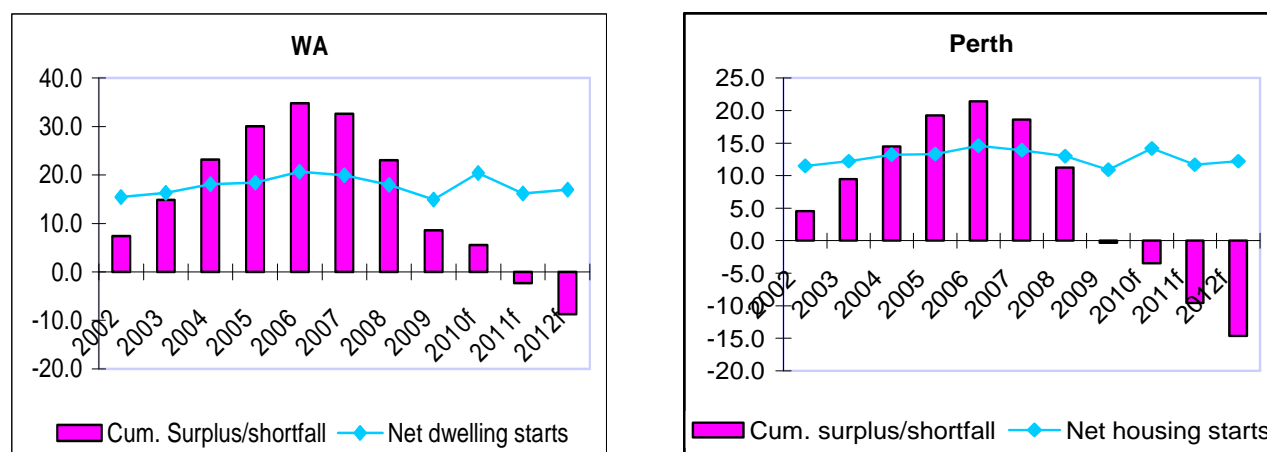 WA
40.0
30.0
20.0
10.0
0.0
-10.0
-20.0
2002 2003 2004 2005 2006 2007 2008 2009 2010f 2011f 2012f
Cum. Surplus/shortfall Net dwelling starts
Perth
25.0
20.0
15.0
10.0
5.0
0.0
-5.0
-10.0
-15.0
-20.0
2002 2003 2004 2005 2006 2007 2008 2009 2010f 2011f 2012f
Cum. surplus/shortfall Net housing starts